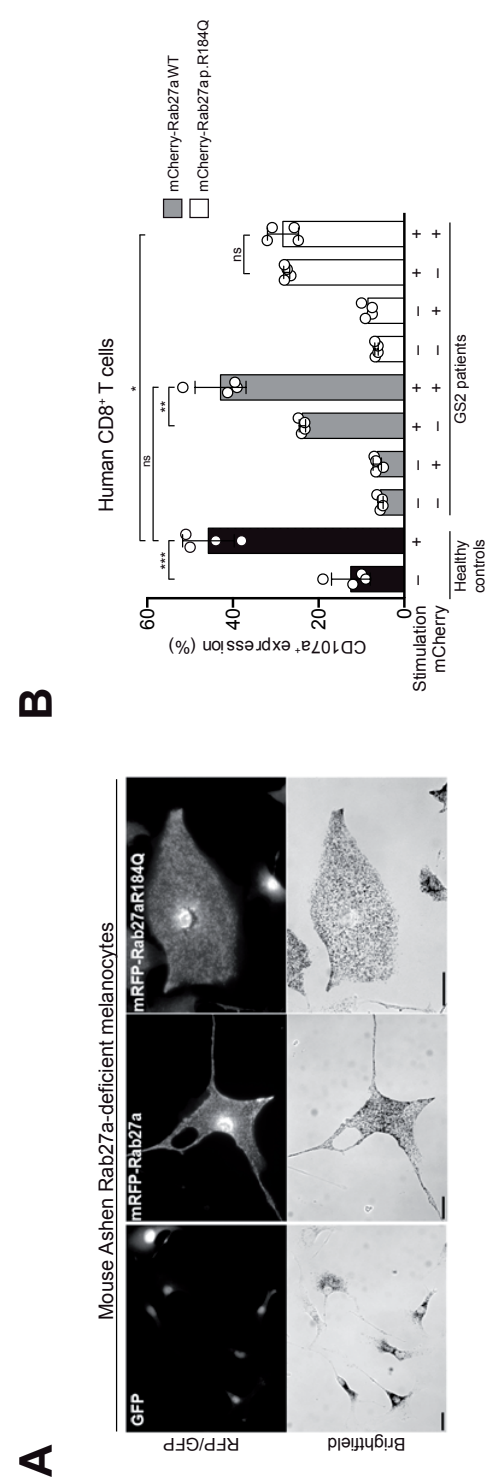 A
Mouse Ashen Rab27a-deficient melanocytes
GFP
mRFP-Rab27a
mRFP-Rab27aR184Q
RFP/GFP
Brightfield
B
Human CD8+ T cells
mCherry-Rab27a WT
mCherry-Rab27a p.R184Q
CD107a+ expression (%)
60
40
20
0
***
ns
**
*
ns
Stimulation − + − − + + − − + +
mCherry − + − + − + − +
Healthy controls
GS2 patients